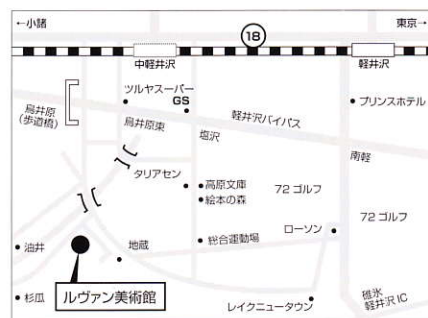 ←小諸
東京→
18
中軽井沢
軽井沢
ツルヤスーパー
GS
プリンスホテル
鳥井原
(歩道橋)
鳥井原東
軽井沢バイパス
塩沢
南軽
タリアセン
高原文庫
72 ゴルフ
絵本の森
72 ゴルフ
ローソン
油井
地蔵
総合運動場
杉瓜
ルヴァン美術館
レイクニュータウン
碓氷
軽井沢 IC